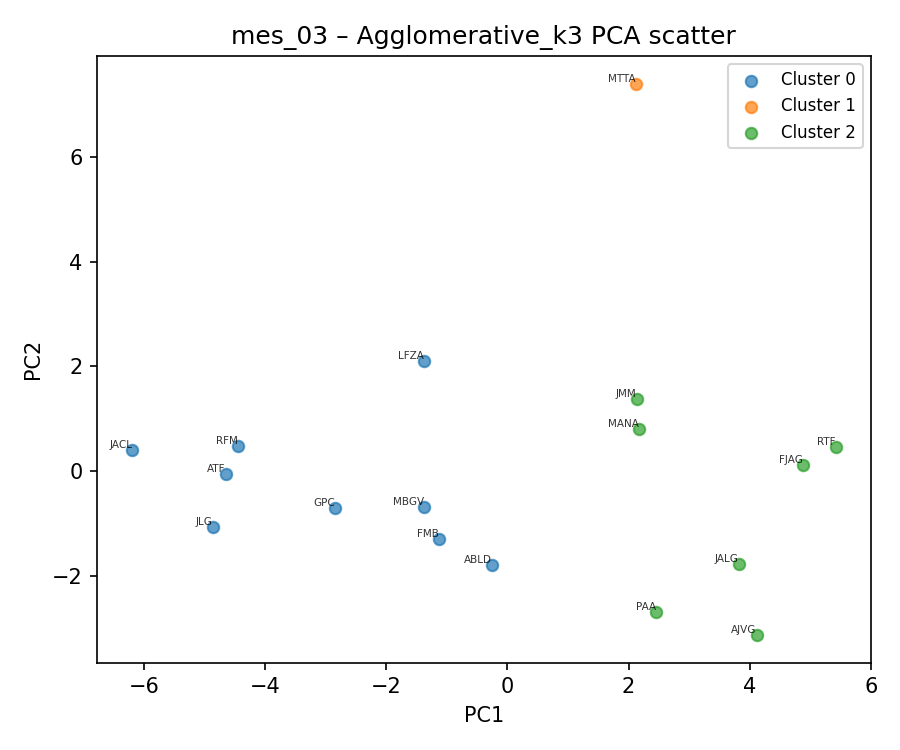 mes_03 – Agglomerative_k3 PCA scatter
MTTA
Cluster 0
Cluster 1
Cluster 2
6
4
2
0
−2
PC2
LFZA
JMM
MANA
JACL
RFM
ATF
JLG
GPC
MBGV
FMB
ABLD
RTF
FJAG
JALG
PAA
AJVG
−6 −4 −2 0 2 4 6
PC1